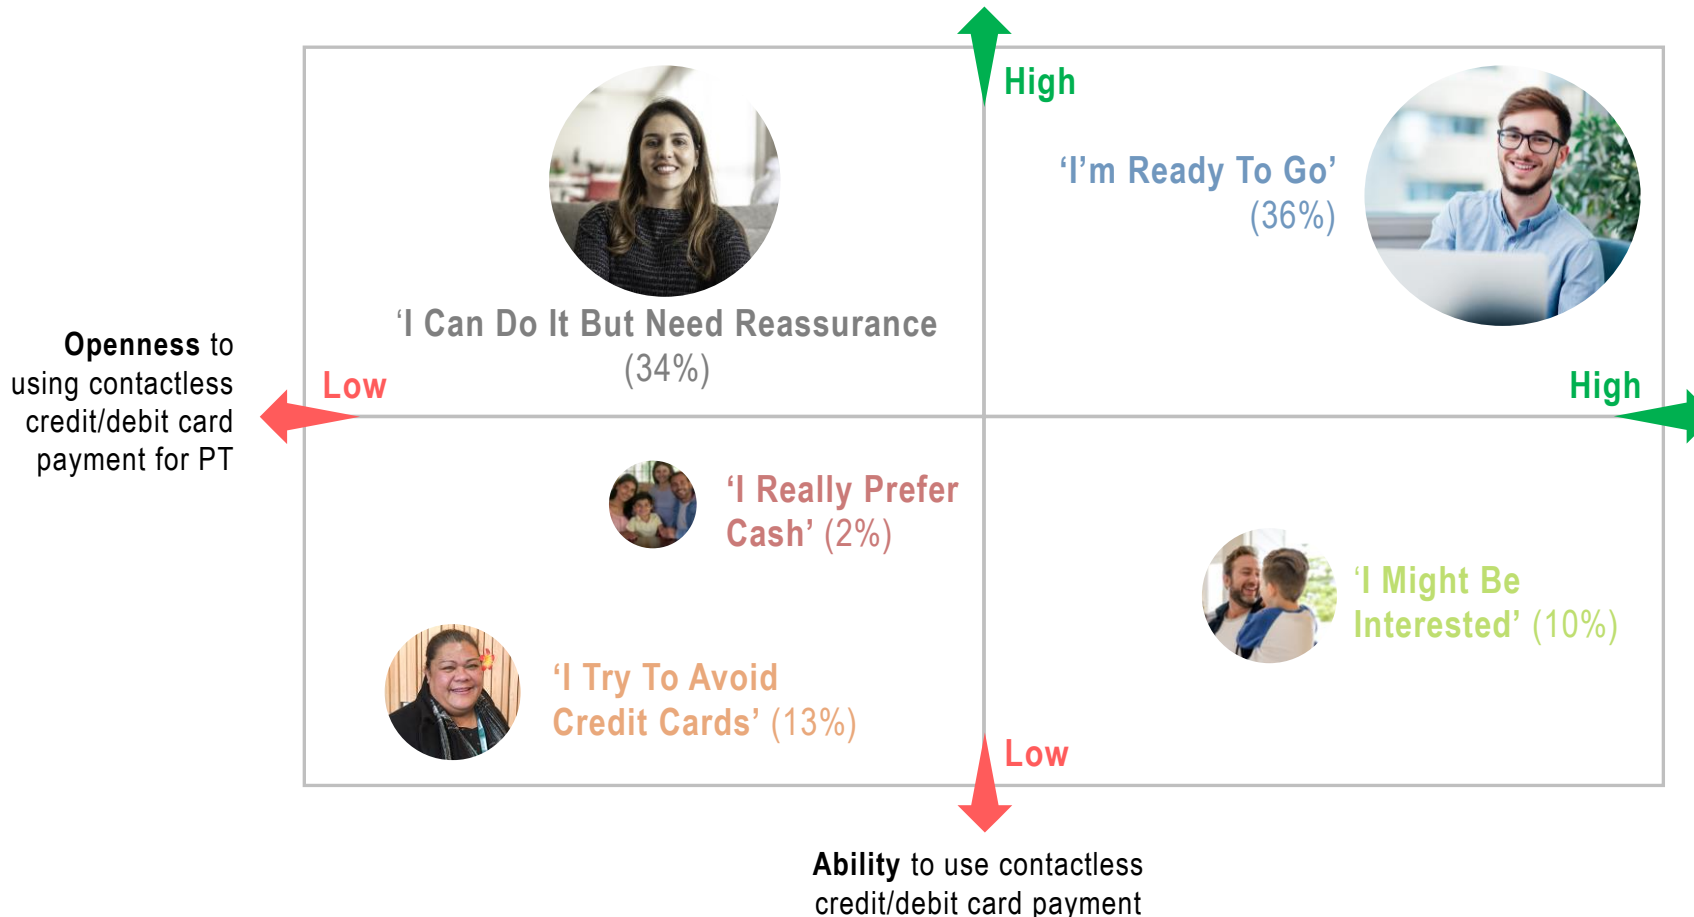 High
‘I’m Ready To Go’
(36%)
‘I Can Do It But Need Reassurance
(34%)
Openness to
using contactless
credit/debit card
payment for PT
Low
High
‘I Really Prefer
Cash’ (2%)
‘I Might Be
Interested’ (10%)
‘I Try To Avoid
Credit Cards’ (13%)
Low
Ability to use contactless
credit/debit card payment